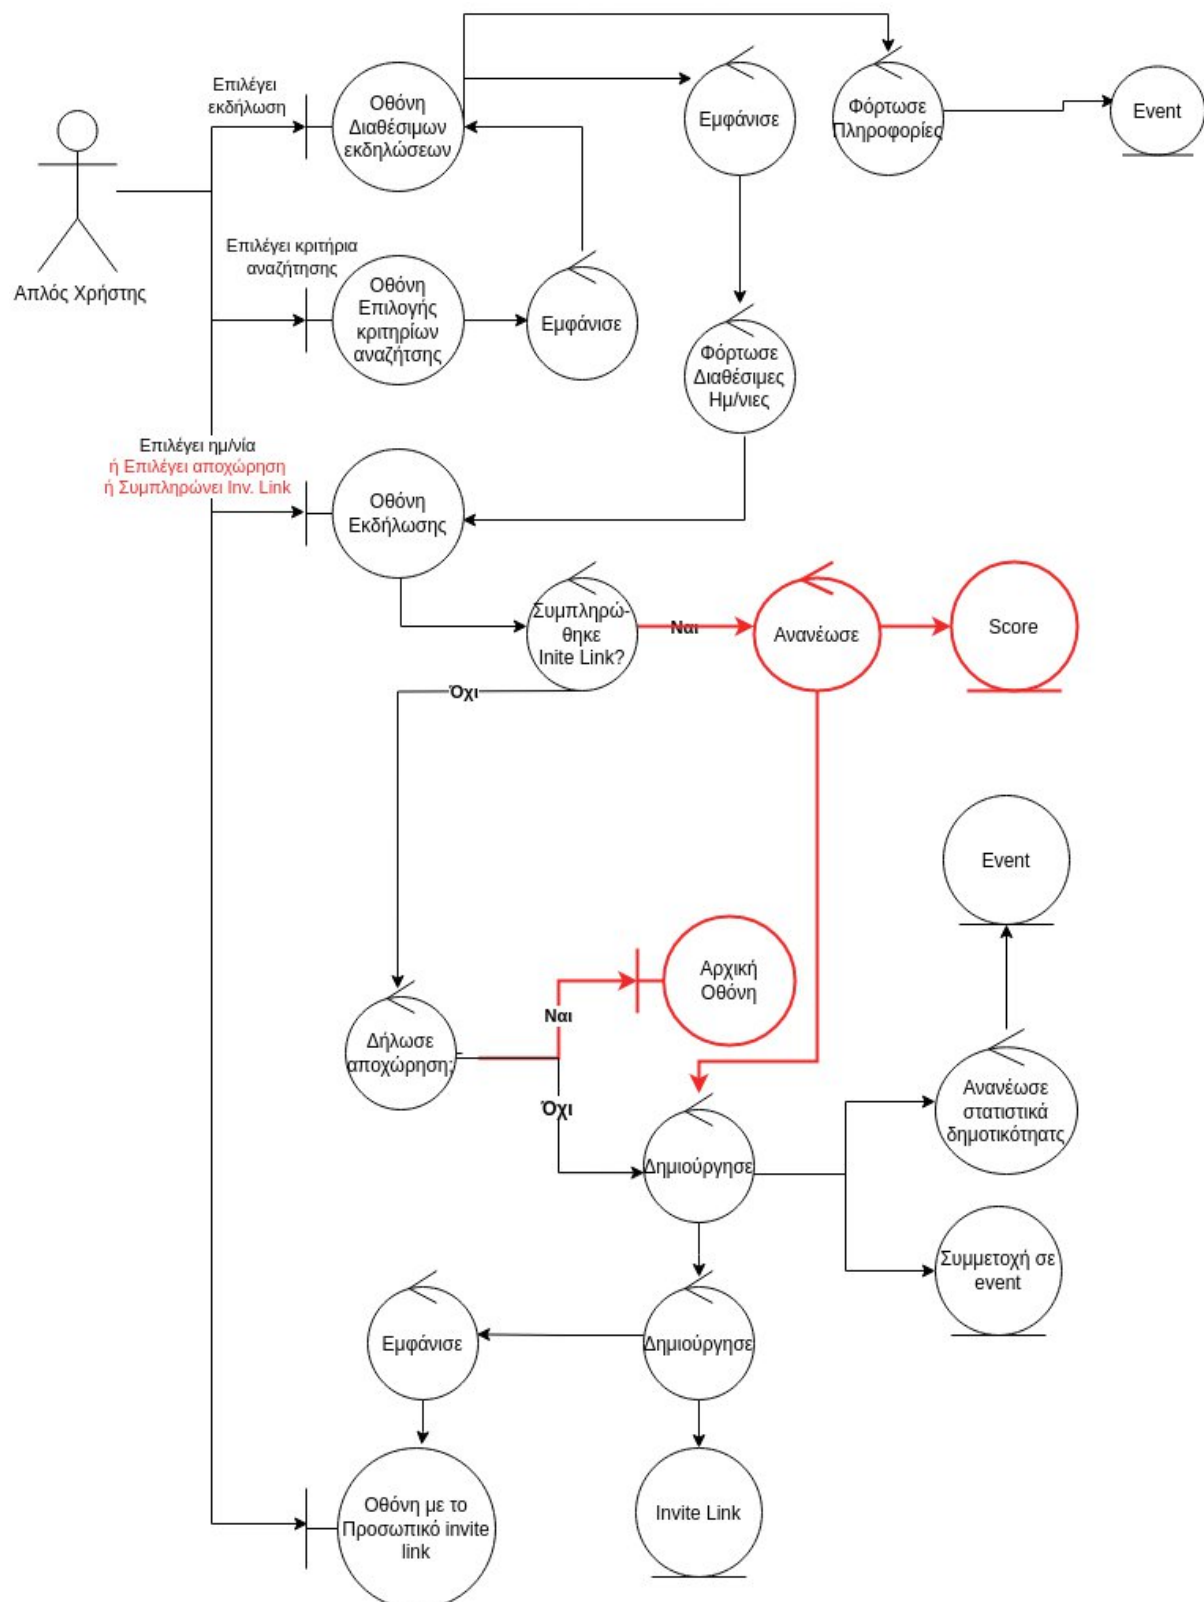 Επιλέγει
εκδήλωση
Οθόνη
Διαθέσιμων
εκδηλώσεων
Εμφάνισε
Φόρτωσε
Πληροφορίες
Event
Απλός Χρήστης
Επιλέγει κριτήρια
αναζήτησης
Οθόνη
Επιλογής
κριτηρίων
αναζήτσης
Εμφάνισε
Φόρτωσε
Διαθέσιμες
Ημ/νιες
Επιλέγει ημ/νία
ή Επιλέγει αποχώρηση
ή Συμπληρώνει Inv. Link
Οθόνη
Εκδήλωσης
Συμπληρώ-
θηκε
Inite Link?
Ναι
Ανανέωσε
Score
Όχι
Event
Αρχική
Οθόνη
Ναι
Δήλωσε
αποχώρηση;
Όχι
Ανανέωσε
στατιστικά
δημοτικότηατς
Δημιούργησε
Συμμετοχή σε
event
Εμφάνισε
Δημιούργησε
Οθόνη με το
Προσωπικό invite
link
Invite Link